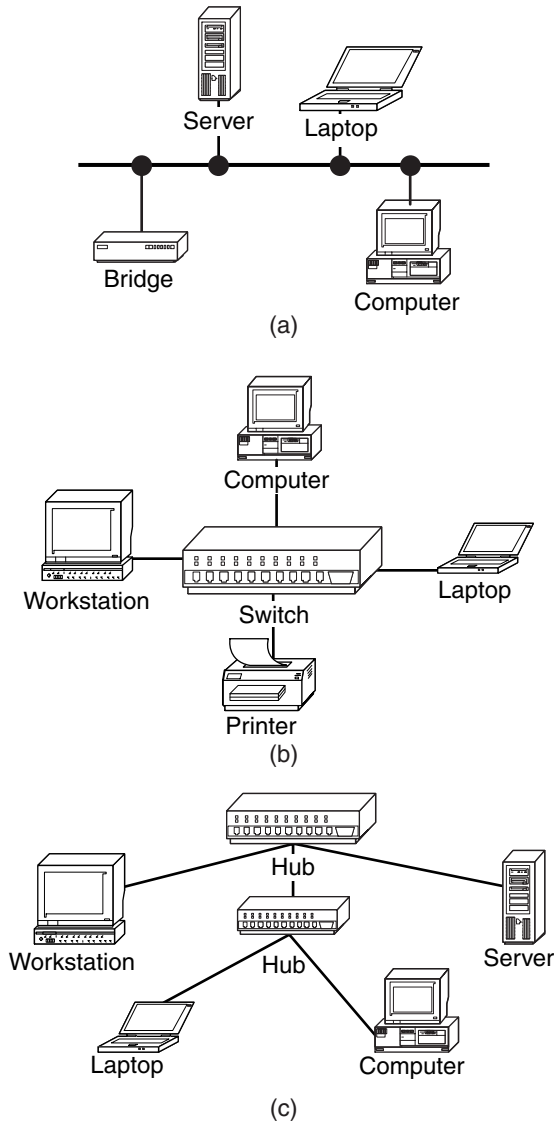 Server
Laptop
Bridge
Computer
(a)
Computer
Workstation
Switch
Laptop
Printer
(b)
Hub
Workstation
Hub
Server
Laptop
Computer
(c)